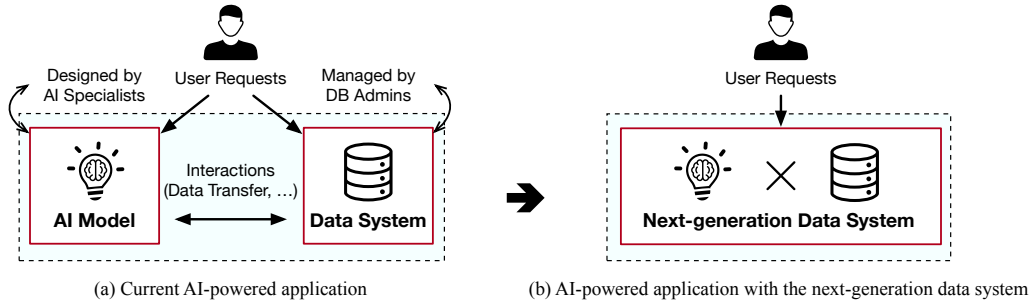 Designed by
AI Specialists
User Requests
Managed by
DB Admins
Interactions
(Data Transfer, ...)
AI Model
Data System
(a) Current AI-powered application
User Requests
Next-generation Data System
(b) AI-powered application with the next-generation data system